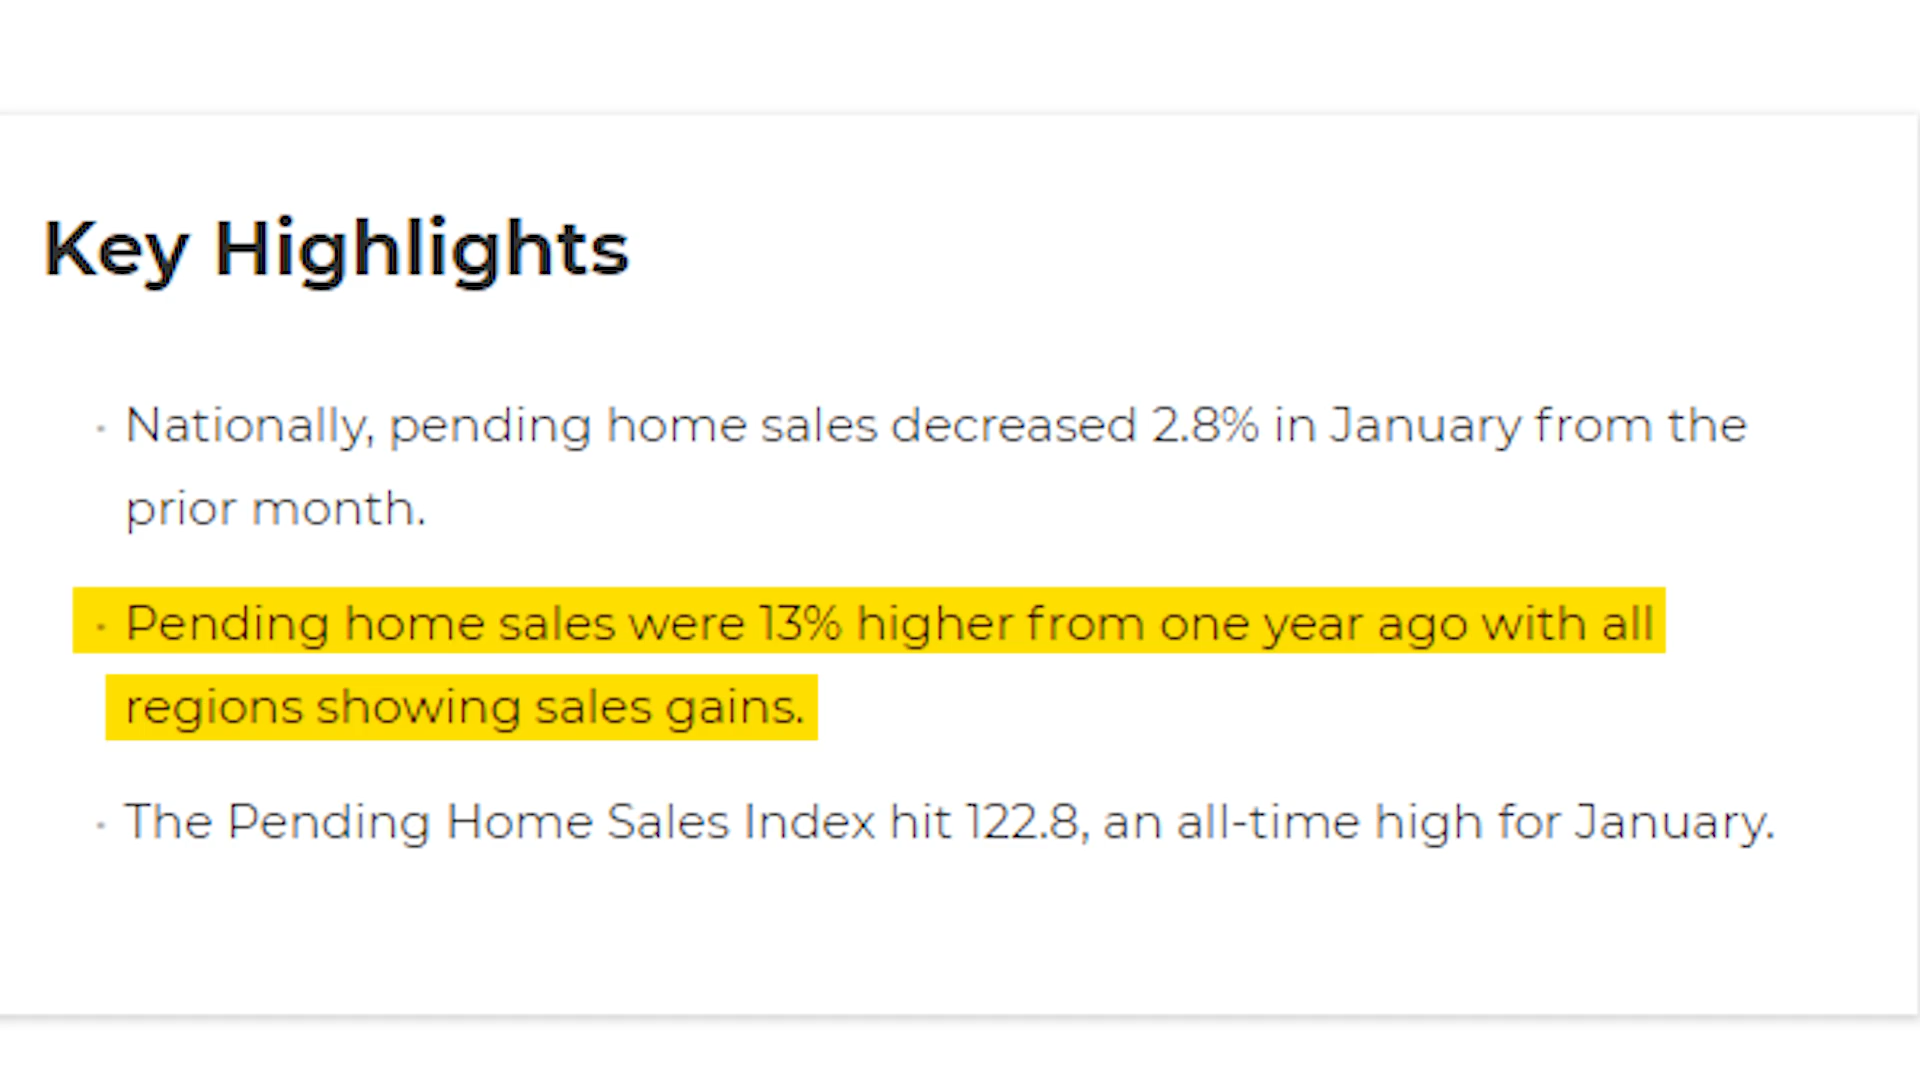 Key Highlights
· Nationally, pending home sales decreased 2.8% in January from the
prior month.
· Pending home sales were 13% higher from one year ago with all
regions showing sales gains.
· The Pending Home Sales Index hit 122.8, an all-time high for January.